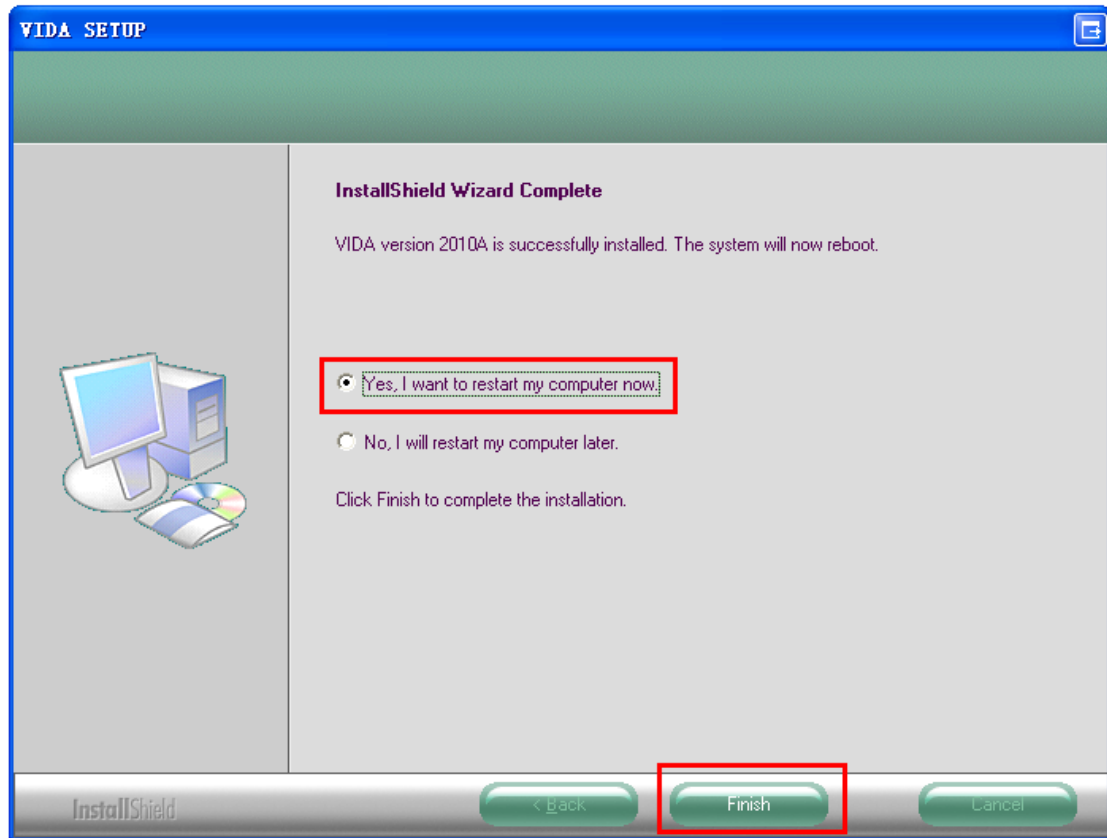 VIDA SETUP
InstallShield Wizard Complete
VIDA version 2010A is successfully installed. The system will now reboot.
Yes, I want to restart my computer now.
No, I will restart my computer later.
Click Finish to complete the installation.
InstallShield
< Back
Finish
Cancel